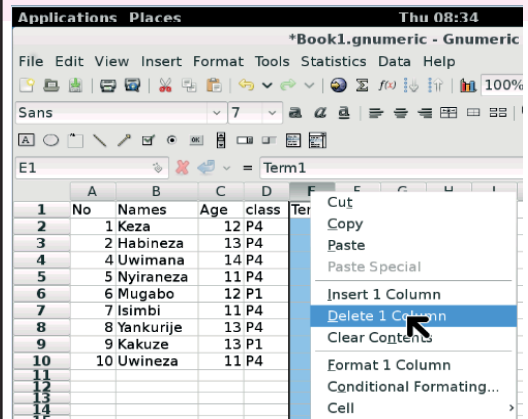 Applications Places Thu 08:34
*Book1.gnumeric - Gnumeric
File Edit View Insert Format Tools Statistics Data Help
100%
Sans 7 a a a
E1 = Term1
A B C D E F G H I
1 No Names Age class Ter
2 1 Keza 12 P4
3 2 Habineza 13 P4
4 4 Uwimana 14 P4
5 5 Nyiraneza 11 P4
6 6 Mugabo 12 P1
7 7 Isimbi 11 P4
8 8 Yankurije 13 P4
9 9 Kakuze 13 P1
10 10 Uwineza 11 P4
11
12
13
14
Cut
Copy
Paste
Paste Special
Insert 1 Column
Delete 1 Column
Clear Contents
Format 1 Column
Conditional Formating...
Cell